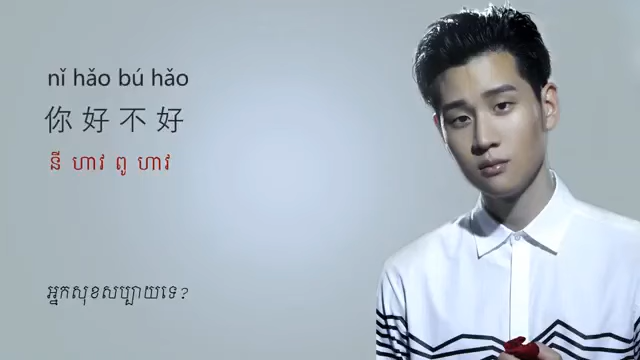 nǐ hǎo bú hǎo
你 好 不 好
នី ហាវ ពូ ហាវ
អ្នកសុខសប្បាយទេ?